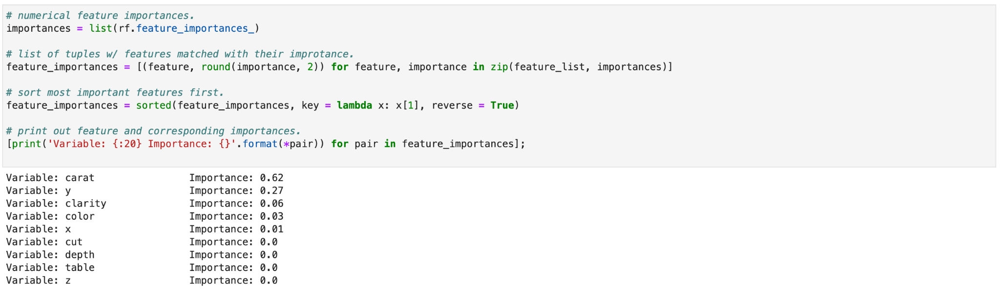 # numerical feature importances.
importances = list(rf.feature_importances_)
# list of tuples w/ features matched with their improtance.
feature_importances = [(feature, round(importance, 2)) for feature, importance in zip(feature_list, importances)]
# sort most important features first.
feature_importances = sorted(feature_importances, key = lambda x: x[1], reverse = True)
# print out feature and corresponding importances.
[print('Variable: {:20} Importance: {}'.format(*pair)) for pair in feature_importances];
Variable: carat                Importance: 0.62
Variable: y                    Importance: 0.27
Variable: clarity              Importance: 0.06
Variable: color                Importance: 0.03
Variable: x                    Importance: 0.01
Variable: cut                  Importance: 0.0
Variable: depth                Importance: 0.0
Variable: table                Importance: 0.0
Variable: z                    Importance: 0.0